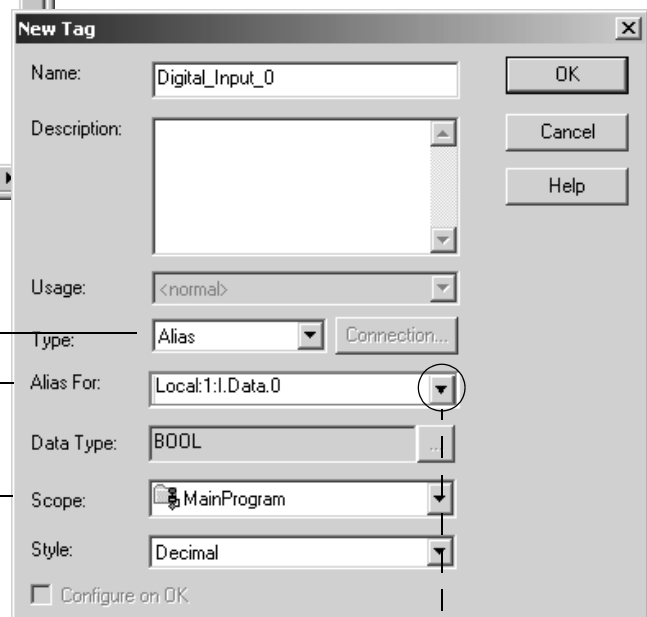 New Tag
Name: Digital_Input_0 OK
Description: Cancel
Help
Usage: <normal>
Type: Alias Connection...
Alias For: Local:1:I.Data.0
Data Type: BOOL ...
Scope: MainProgram
Style: Decimal
Configure on OK